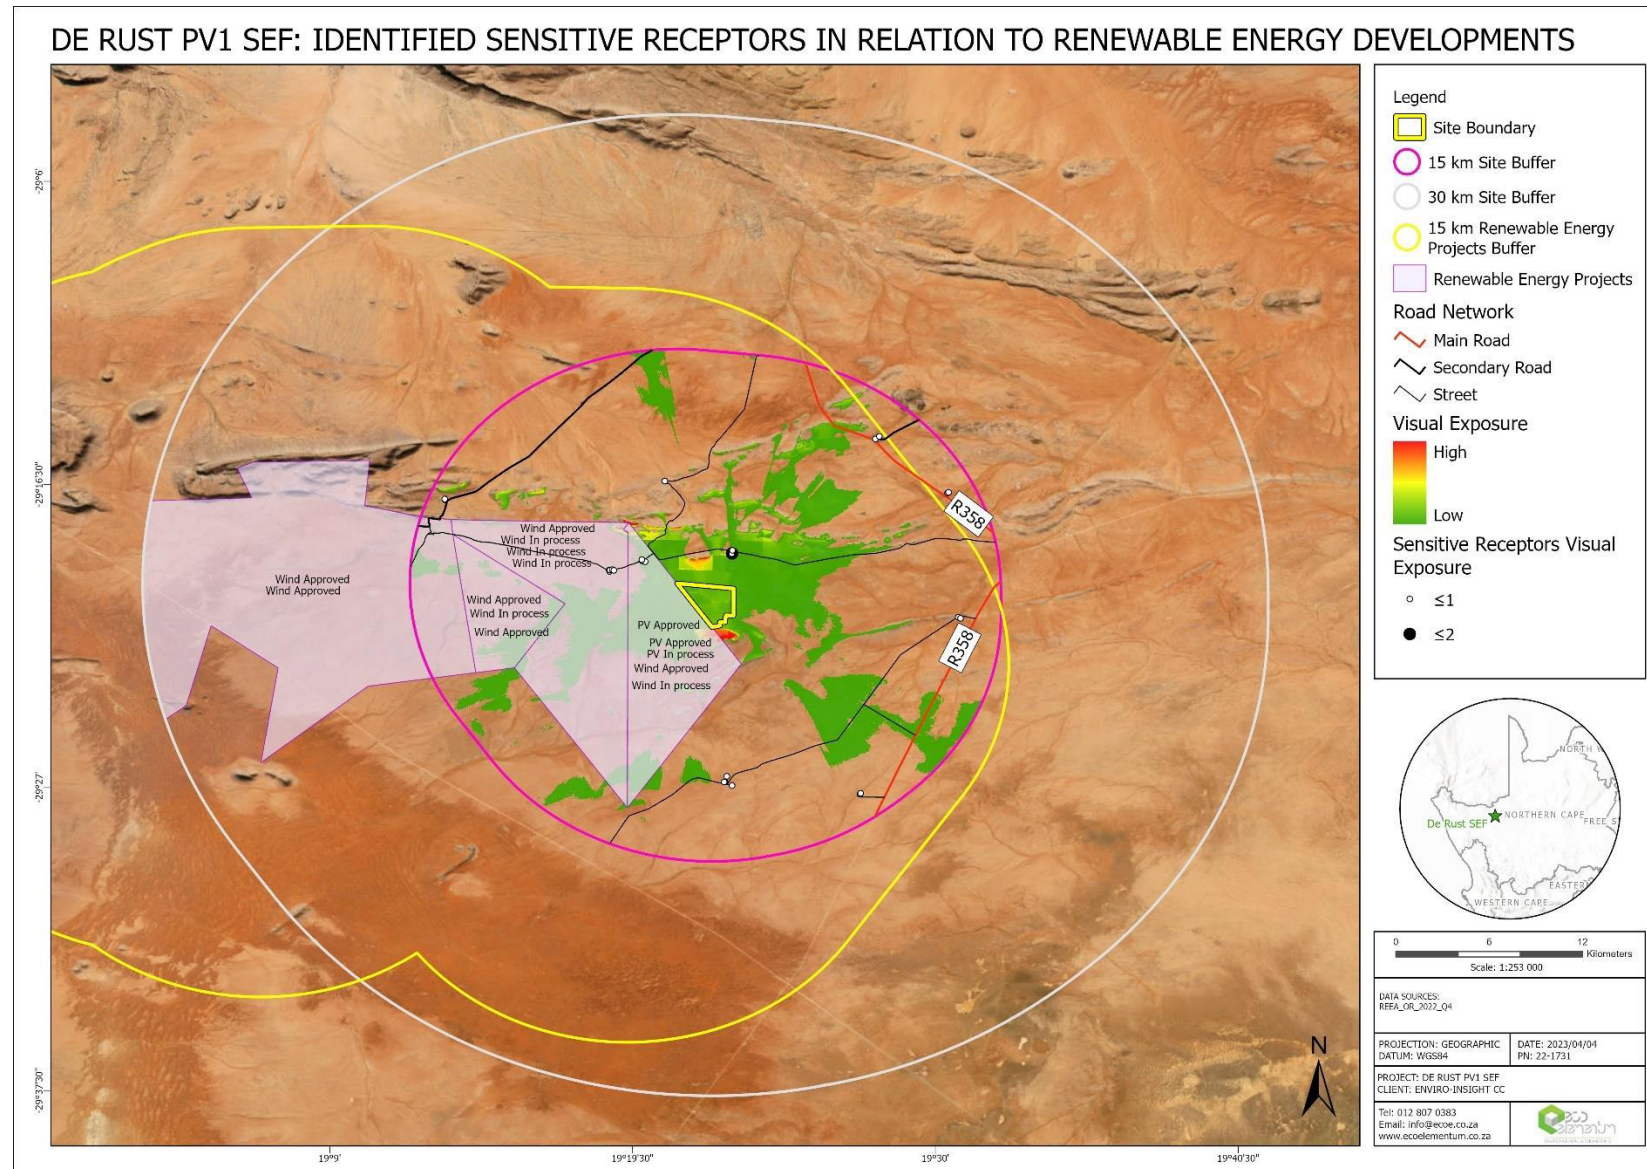 DE RUST PV1 SEF: IDENTIFIED SENSITIVE RECEPTORS IN RELATION TO RENEWABLE ENERGY DEVELOPMENTS
-29°6'
-29°16'30"
-29°27'
-29°37'30"
19°9'
19°19'30"
19°30'
19°40'30"
Wind Approved
Wind Approved
Wind Approved
Wind In process
Wind In process
Wind In process
Wind Approved
Wind In process
Wind Approved
PV Approved
PV Approved
PV In process
Wind Approved
Wind In process
R358
R358
N
Legend
Site Boundary
15 km Site Buffer
30 km Site Buffer
15 km Renewable Energy
Projects Buffer
Renewable Energy Projects
Road Network
Main Road
Secondary Road
Street
Visual Exposure
High
Low
Sensitive Receptors Visual
Exposure
≤1
≤2
NORTH W
NORTHERN CAPE
FREE S
De Rust SEF
EASTER
WESTERN CAPE
0 6 12
Kilometers
Scale: 1:253 000
DATA SOURCES:
REEA_OR_2022_Q4
PROJECTION: GEOGRAPHIC
DATUM: WGS84
DATE: 2023/04/04
PN: 22-1731
PROJECT: DE RUST PV1 SEF
CLIENT: ENVIRO-INSIGHT CC
Tel: 012 807 0383
Email: info@ecoe.co.za
www.ecoelementum.co.za
eco
elementum